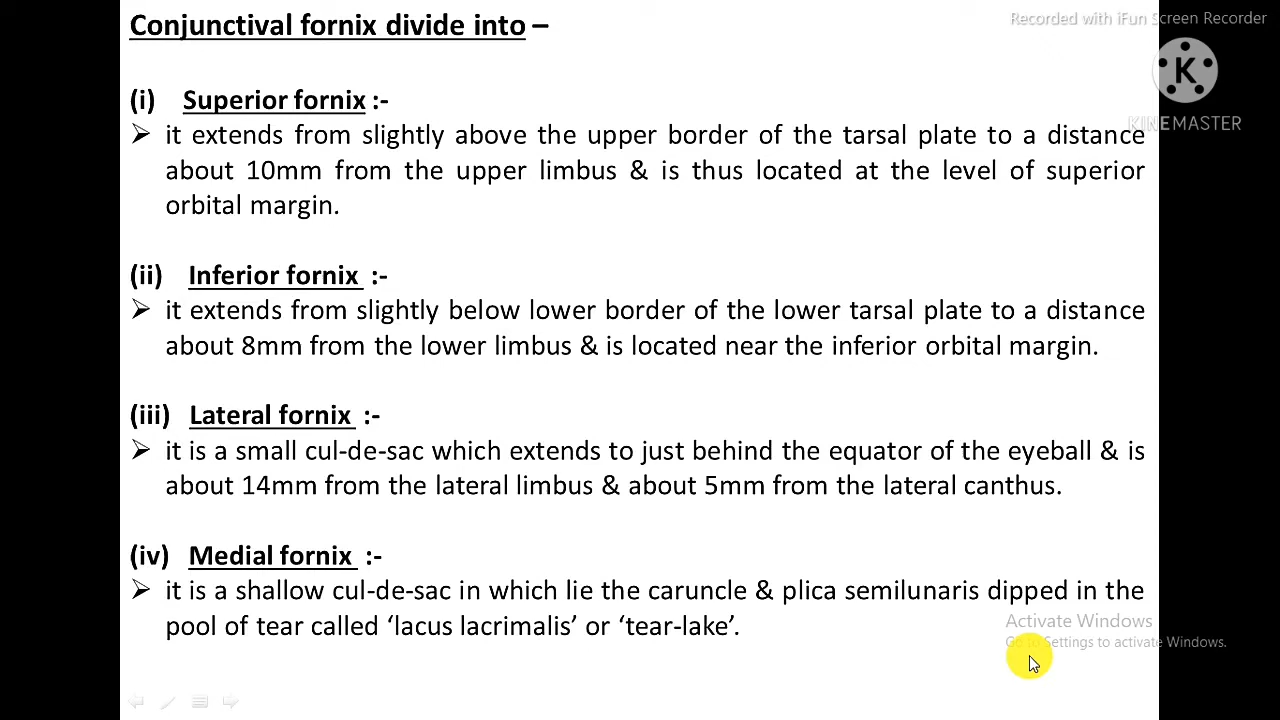 Conjunctival fornix divide into –
Recorded with iFun Screen Recorder
K
KINEMASTER
(i) Superior fornix :-
➢ it extends from slightly above the upper border of the tarsal plate to a distance
about 10mm from the upper limbus & is thus located at the level of superior
orbital margin.
(ii) Inferior fornix :-
➢ it extends from slightly below lower border of the lower tarsal plate to a distance
about 8mm from the lower limbus & is located near the inferior orbital margin.
(iii) Lateral fornix :-
➢ it is a small cul-de-sac which extends to just behind the equator of the eyeball & is
about 14mm from the lateral limbus & about 5mm from the lateral canthus.
(iv) Medial fornix :-
➢ it is a shallow cul-de-sac in which lie the caruncle & plica semilunaris dipped in the
pool of tear called ‘lacus lacrimalis’ or ‘tear-lake’.
Activate Windows
Go to Settings to activate Windows.